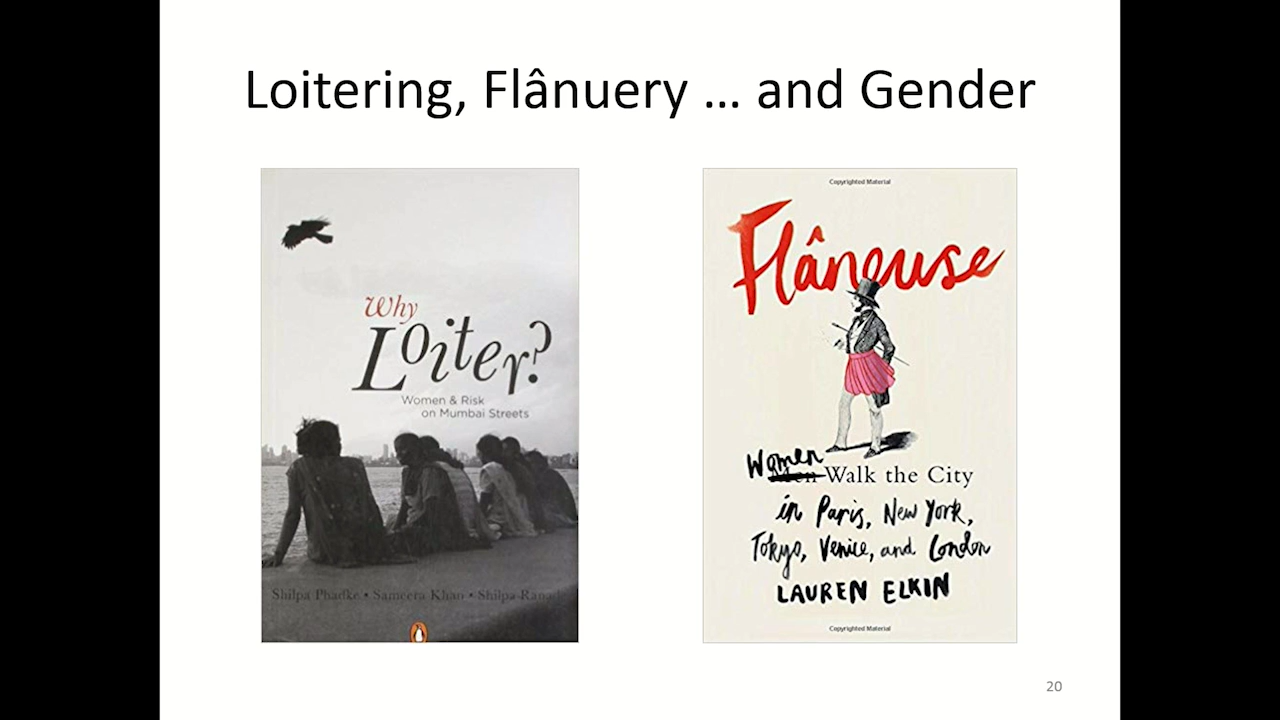 Loitering, Flânuery ... and Gender
Why
Loiter?
Women & Risk
on Mumbai Streets
Shilpa Phadke • Sameera Khan • Shilpa Ranade
Copyrighted Material
Flâneuse
Women
Men Walk the City
in Paris, New York,
Tokyo, Venice, and London
LAUREN ELKIN
Copyrighted Material
20